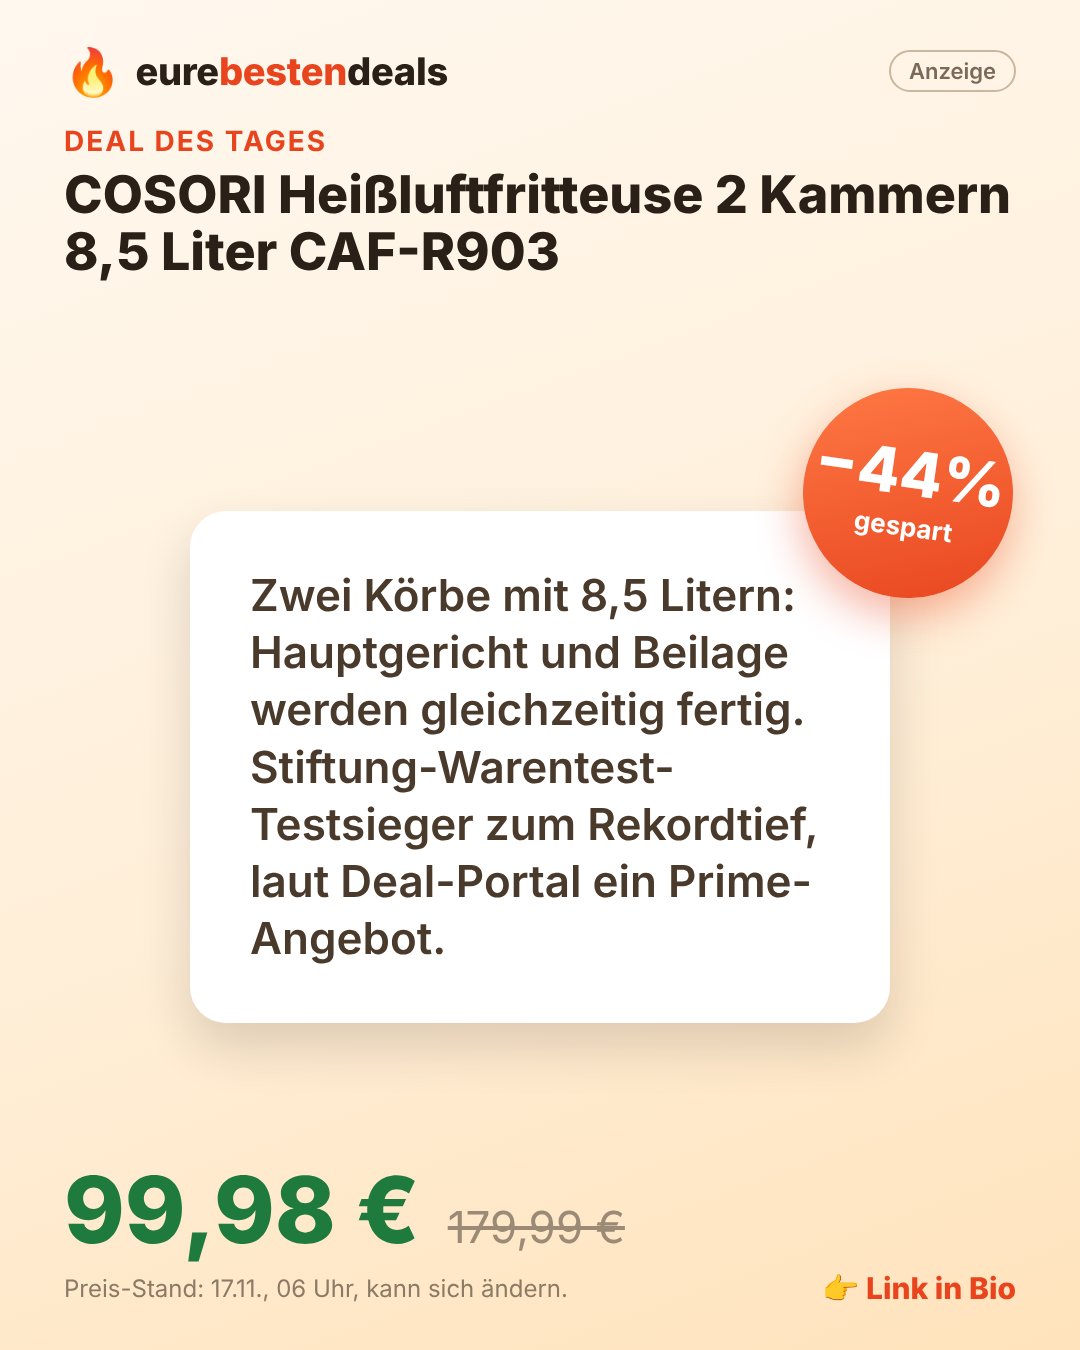 eurebestendeals
Anzeige
DEAL DES TAGES
COSORI Heißluftfritteuse 2 Kammern
8,5 Liter CAF-R903
−44%
gespart
Zwei Körbe mit 8,5 Litern:
Hauptgericht und Beilage
werden gleichzeitig fertig.
Stiftung-Warentest-
Testsieger zum Rekordtief,
laut Deal-Portal ein Prime-
Angebot.
99,98 € 179,99 €
Preis-Stand: 17.11., 06 Uhr, kann sich ändern.
👉 Link in Bio